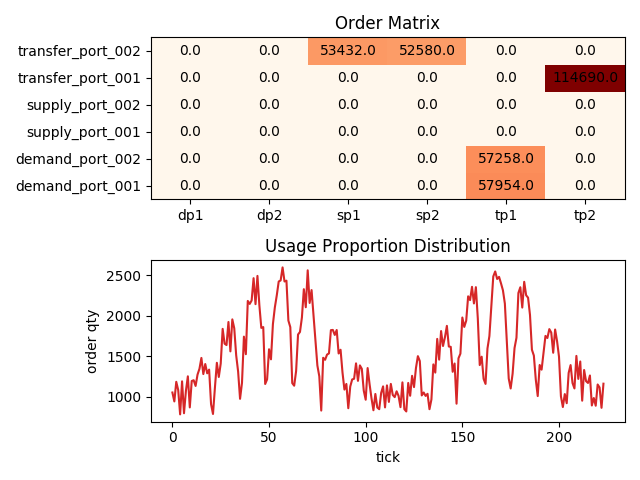 Order Matrix
transfer_port_002 0.0 0.0 53432.0 52580.0 0.0 0.0
transfer_port_001 0.0 0.0 0.0 0.0 0.0 114690.0
supply_port_002 0.0 0.0 0.0 0.0 0.0 0.0
supply_port_001 0.0 0.0 0.0 0.0 0.0 0.0
demand_port_002 0.0 0.0 0.0 0.0 57258.0 0.0
demand_port_001 0.0 0.0 0.0 0.0 57954.0 0.0
dp1 dp2 sp1 sp2 tp1 tp2
Usage Proportion Distribution
order qty
2500
2000
1500
1000
0 50 100 150 200
tick